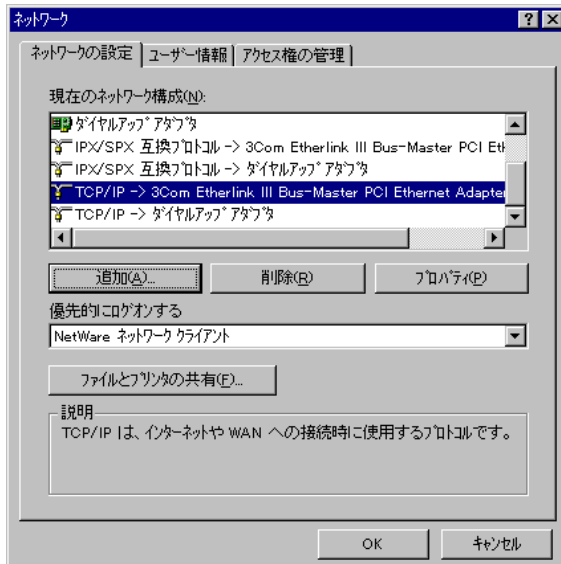 ネットワーク
ネットワークの設定 ユーザー情報 アクセス権の管理
現在のネットワーク構成(N):
ダイヤルアップ アダプタ
IPX/SPX 互換プロトコル -> 3Com Etherlink III Bus-Master PCI Eth
IPX/SPX 互換プロトコル -> ダイヤルアップ アダプタ
TCP/IP -> 3Com Etherlink III Bus-Master PCI Ethernet Adapter
TCP/IP -> ダイヤルアップ アダプタ
追加(A)... 削除(R) プロパティ(P)
優先的にログオンする
NetWare ネットワーク クライアント
ファイルとプリンタの共有(F)...
説明
TCP/IP は、インターネットや WAN への接続時に使用するプロトコルです。
OK キャンセル